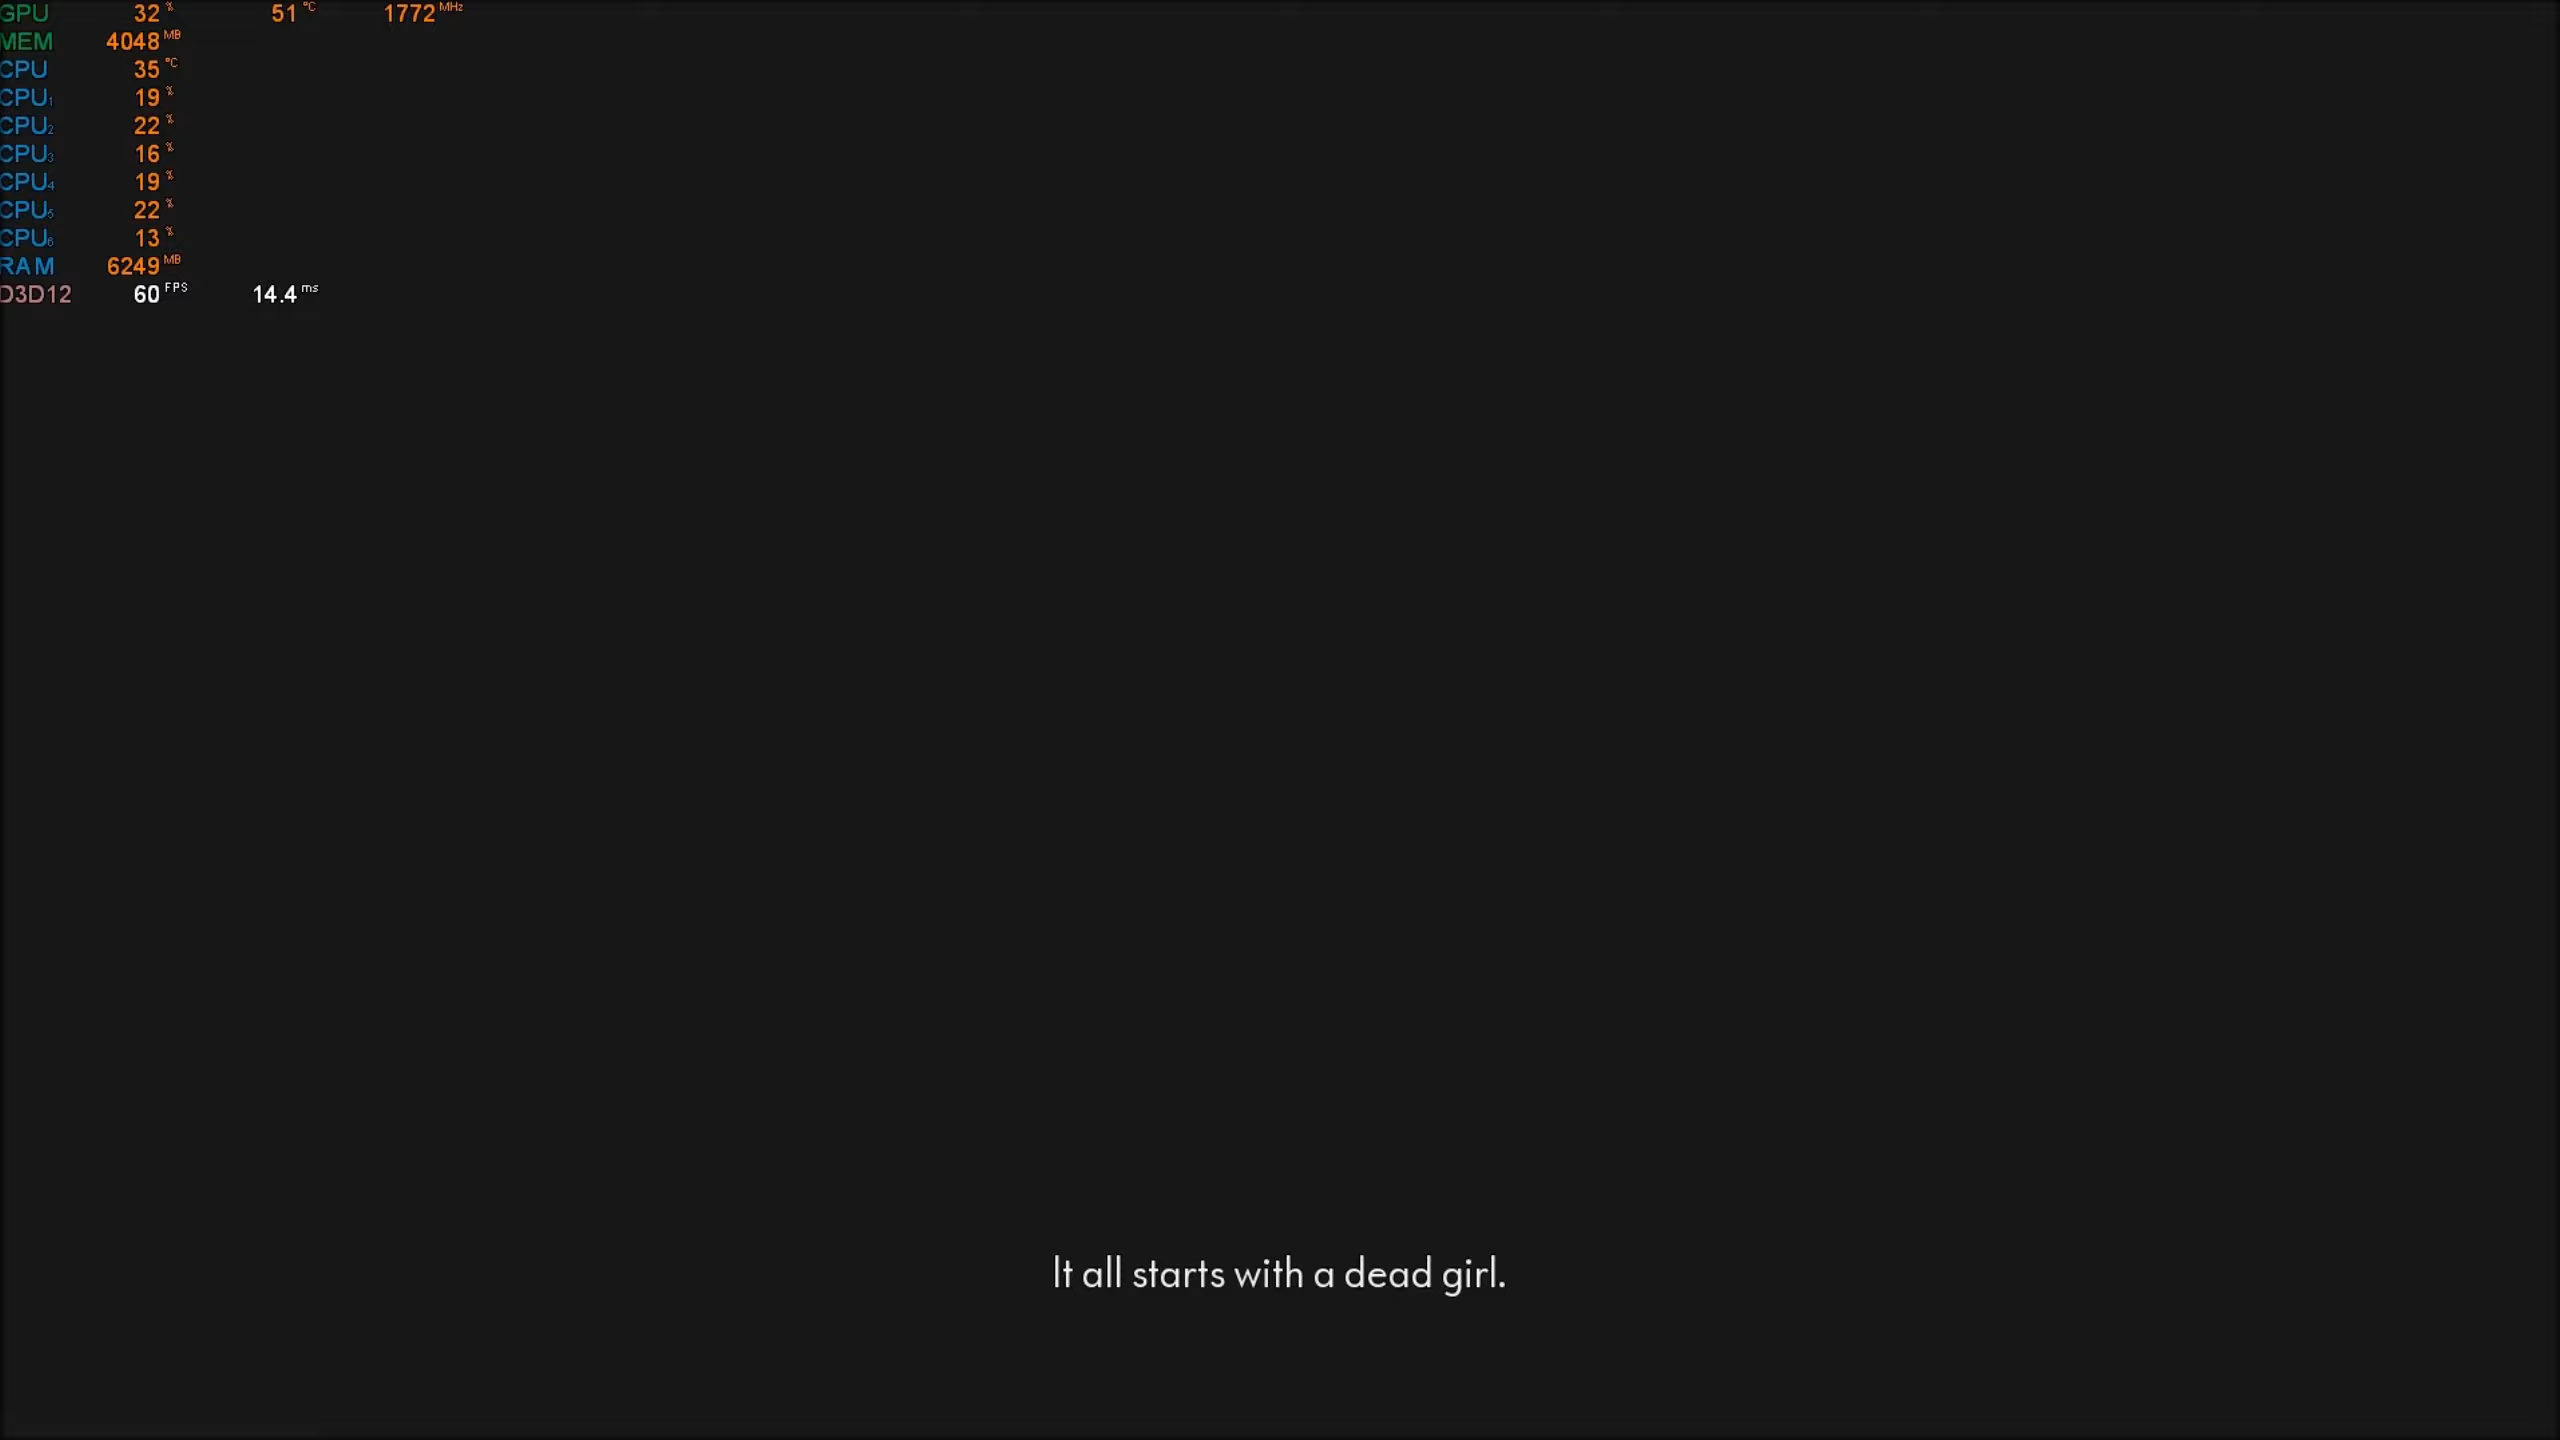 GPU 32 % 51 °C 1772 MHz
MEM 4048 MB
CPU 35 °C
CPU1 19 %
CPU2 22 %
CPU3 16 %
CPU4 19 %
CPU5 22 %
CPU6 13 %
RAM 6249 MB
D3D12 60 FPS 14.4 ms
It all starts with a dead girl.